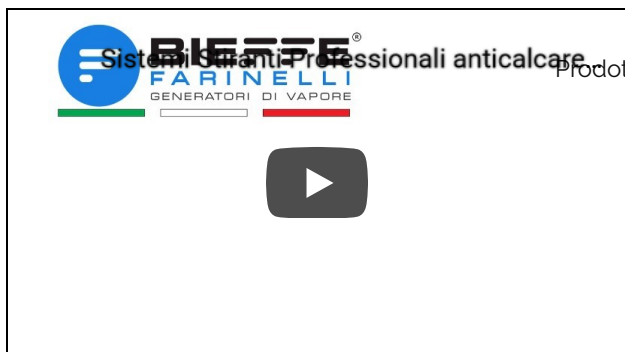 BIEFFE®
Sistemi Stiranti Professionali anticalcare...
Prodot
FARINELLI
GENERATORI DI VAPORE